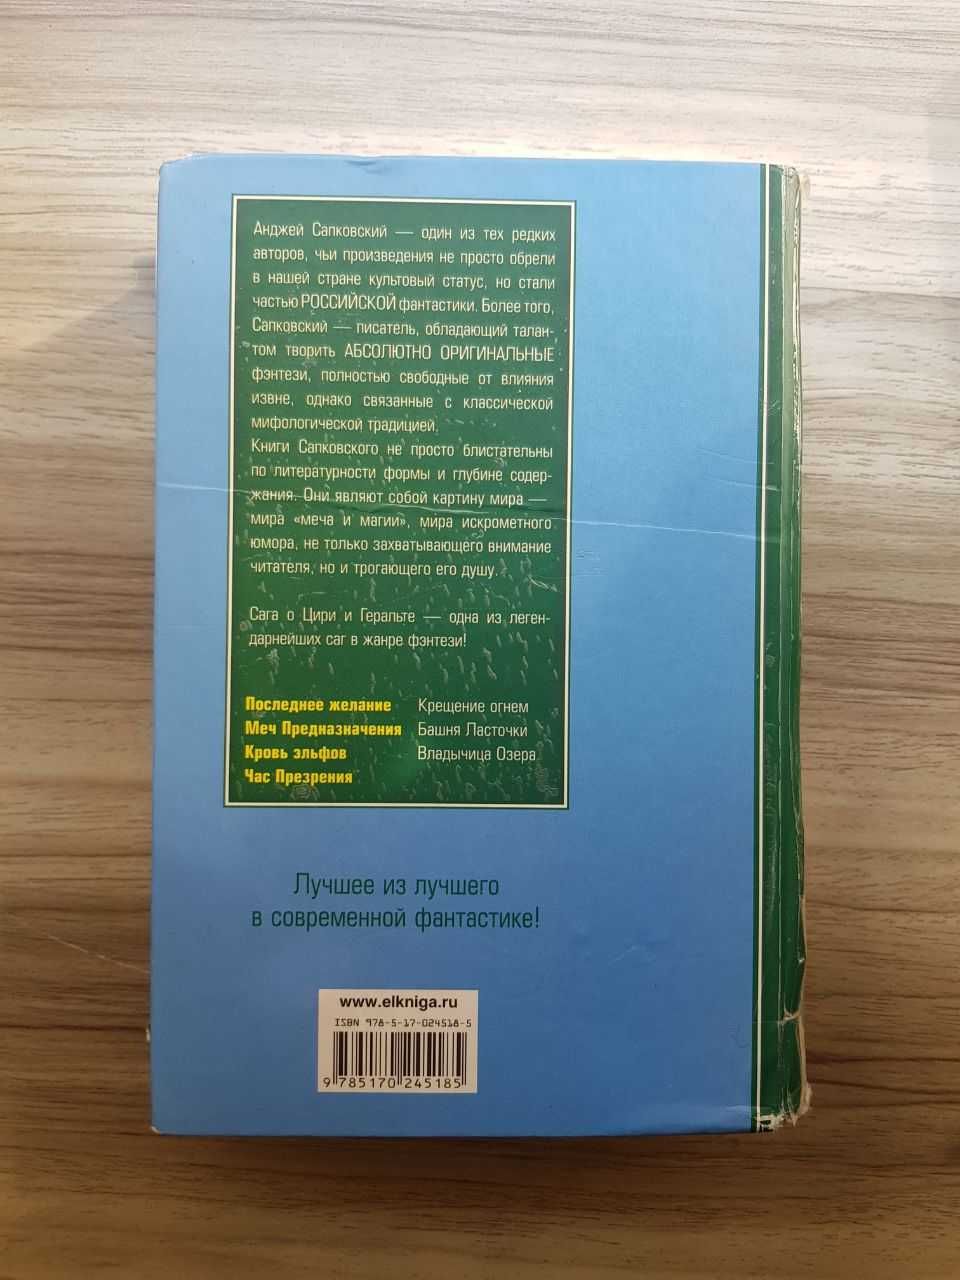 Анджей Сапковский — один из тех редких
авторов, чьи произведения не просто обрели
в нашей стране культовый статус, но стали
частью РОССИЙСКОЙ фантастики. Более того,
Сапковский — писатель, обладающий талан-
том творить АБСОЛЮТНО ОРИГИНАЛЬНЫЕ
фэнтези, полностью свободные от влияния
извне, однако связанные с классической
мифологической традицией.
Книги Сапковского не просто блистательны
по литературности формы и глубине содер-
жания. Они являют собой картину мира —
мира «меча и магии», мира искрометного
юмора, не только захватывающего внимание
читателя, но и трогающего его душу.
Сага о Цири и Геральте — одна из леген-
дарнейших саг в жанре фэнтези!
Последнее желание Крещение огнем
Меч Предназначения Башня Ласточки
Кровь эльфов Владычица Озера
Час Презрения
Лучшее из лучшего
в современной фантастике!
www.elkniga.ru
ISBN 978-5-17-024518-5
9 785170 245185